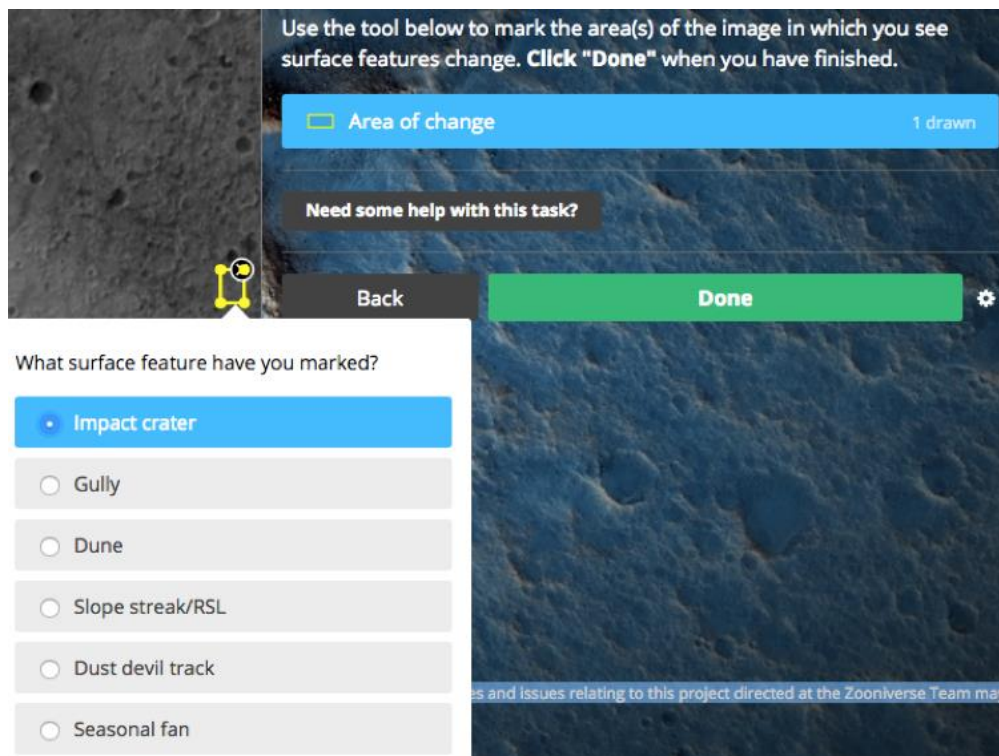 Use the tool below to mark the area(s) of the image in which you see
surface features change. Click "Done" when you have finished.
Area of change 1 drawn
Need some help with this task?
Back Done
What surface feature have you marked?
Impact crater
Gully
Dune
Slope streak/RSL
Dust devil track
es and issues relating to this project directed at the Zooniverse Team ma
Seasonal fan